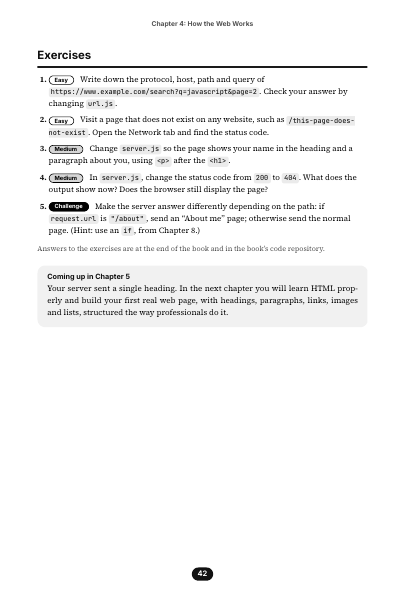 Chapter 4: How the Web Works
Exercises
1. Easy Write down the protocol, host, path and query of
https://www.example.com/search?q=javascript&page=2. Check your answer by
changing url.js.
2. Easy Visit a page that does not exist on any website, such as /this-page-does-
not-exist. Open the Network tab and find the status code.
3. Medium Change server.js so the page shows your name in the heading and a
paragraph about you, using <p> after the <h1>.
4. Medium In server.js, change the status code from 200 to 404. What does the
output show now? Does the browser still display the page?
5. Challenge Make the server answer differently depending on the path: if
request.url is "/about", send an “About me” page; otherwise send the normal
page. (Hint: use an if, from Chapter 8.)
Answers to the exercises are at the end of the book and in the book’s code repository.
Coming up in Chapter 5
Your server sent a single heading. In the next chapter you will learn HTML prop-
erly and build your first real web page, with headings, paragraphs, links, images
and lists, structured the way professionals do it.
42